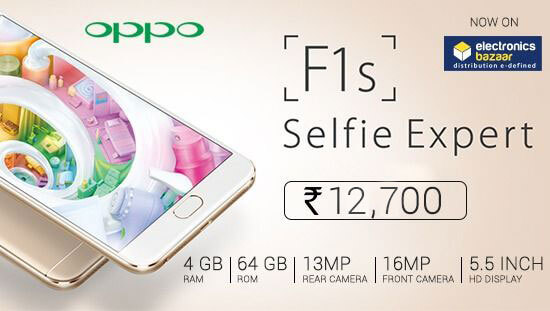 oppo
NOW ON
electronics
bazaar
distribution e-defined
F1s
Selfie Expert
₹ 12,700
4 GB
RAM
64 GB
ROM
13MP
REAR CAMERA
16MP
FRONT CAMERA
5.5 INCH
HD DISPLAY